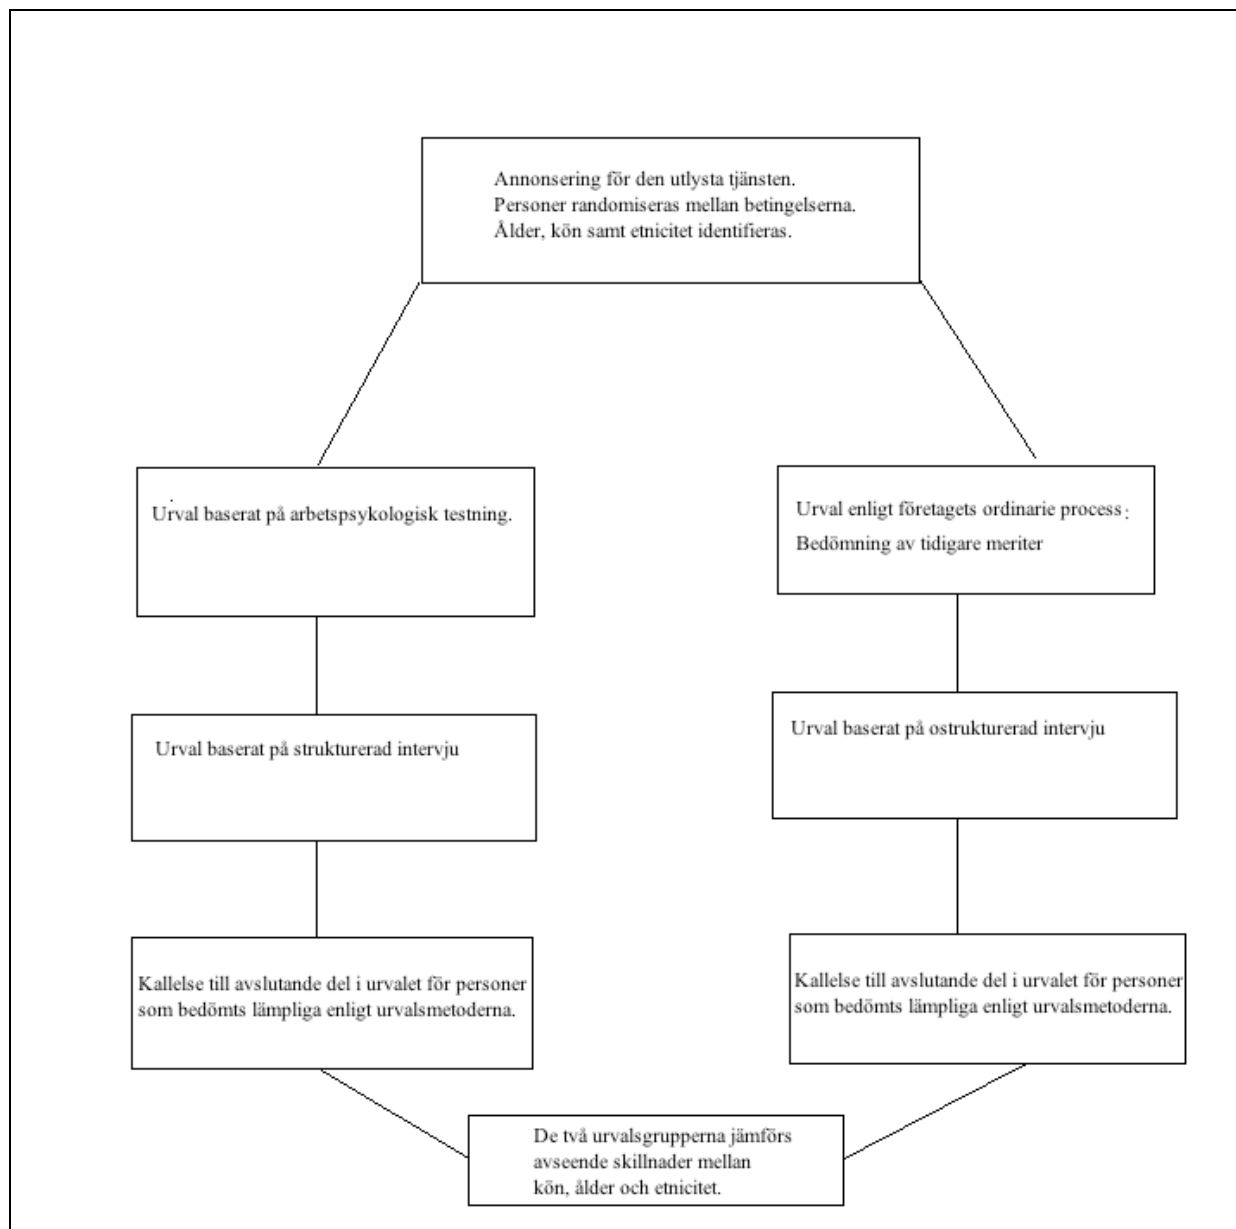 Annonsering för den utlysta tjänsten.
Personer randomiseras mellan betingelserna.
Ålder, kön samt etnicitet identifieras.
Urval baserat på arbetspsykologisk testning.
Urval enligt företagets ordinarie process:
Bedömning av tidigare meriter
Urval baserat på strukturerad intervju
Urval baserat på ostrukturerad intervju
Kallelse till avslutande del i urvalet för personer
som bedömts lämpliga enligt urvalsmetoderna.
Kallelse till avslutande del i urvalet för personer
som bedömts lämpliga enligt urvalsmetoderna.
De två urvalsgrupperna jämförs
avseende skillnader mellan
kön, ålder och etnicitet.